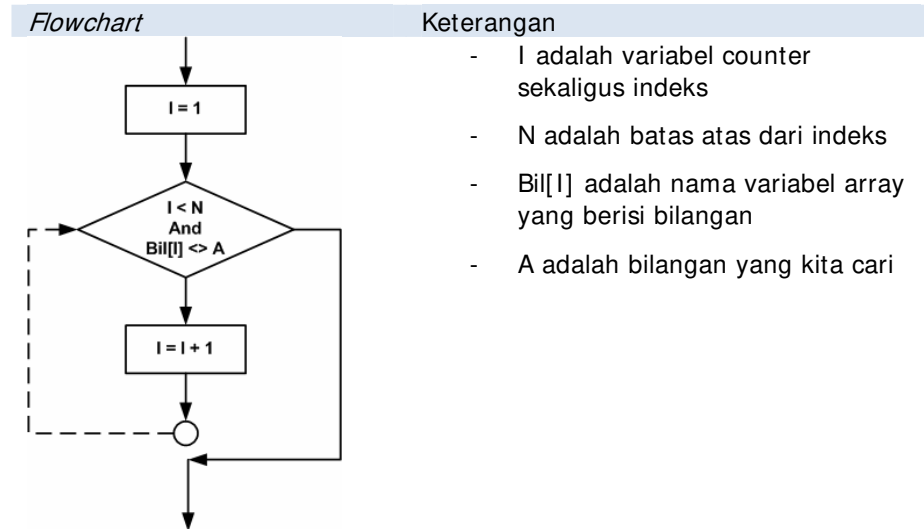 Flowchart
Keterangan
I = 1
I < N
And
Bil[I] <> A
I = I + 1
- I adalah variabel counter
sekaligus indeks
- N adalah batas atas dari indeks
- Bil[I] adalah nama variabel array
yang berisi bilangan
- A adalah bilangan yang kita cari